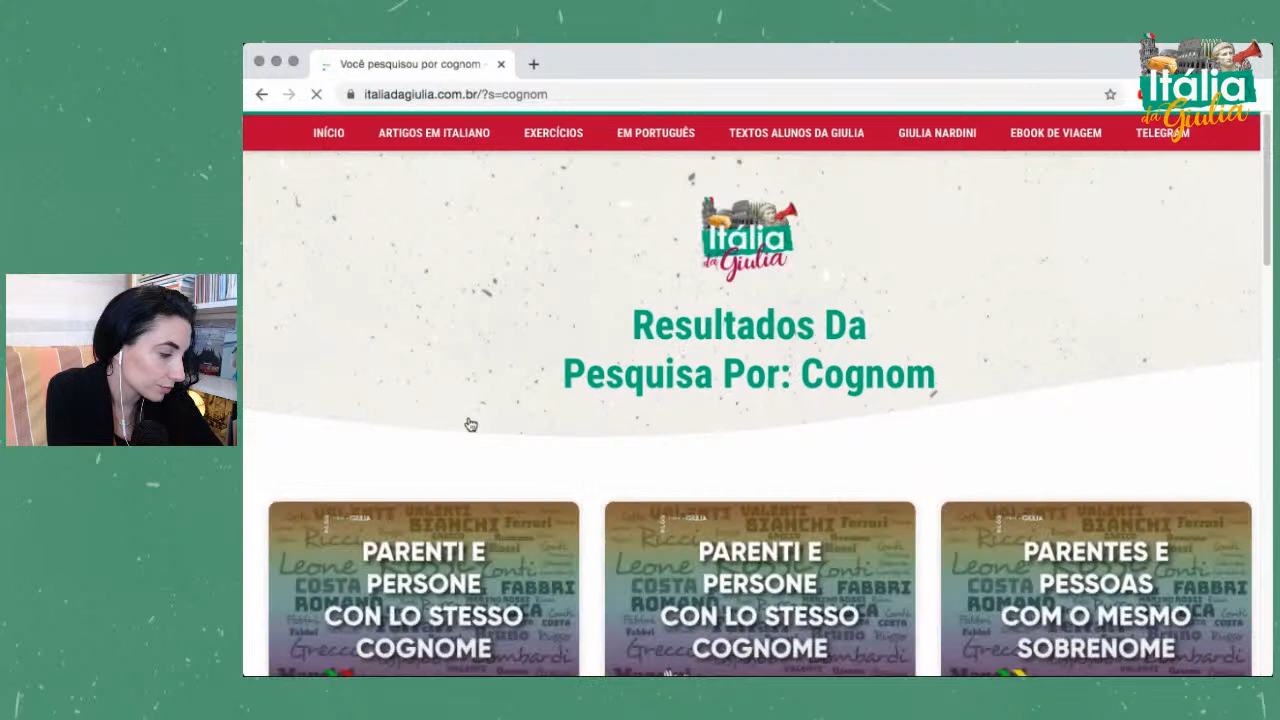 Você pesquisou por cognom -
italiadagiulia.com.br/?s=cognom
Itália
da Giulia
INÍCIO ARTIGOS EM ITALIANO EXERCÍCIOS EM PORTUGUÊS TEXTOS ALUNOS DA GIULIA GIULIA NARDINI EBOOK DE VIAGEM TELEGRAM
Itália
da Giulia
Resultados Da
Pesquisa Por: Cognom
PARENTI E
PERSONE
CON LO STESSO
COGNOME
PARENTI E
PERSONE
CON LO STESSO
COGNOME
PARENTES E
PESSOAS
COM O MESMO
SOBRENOME